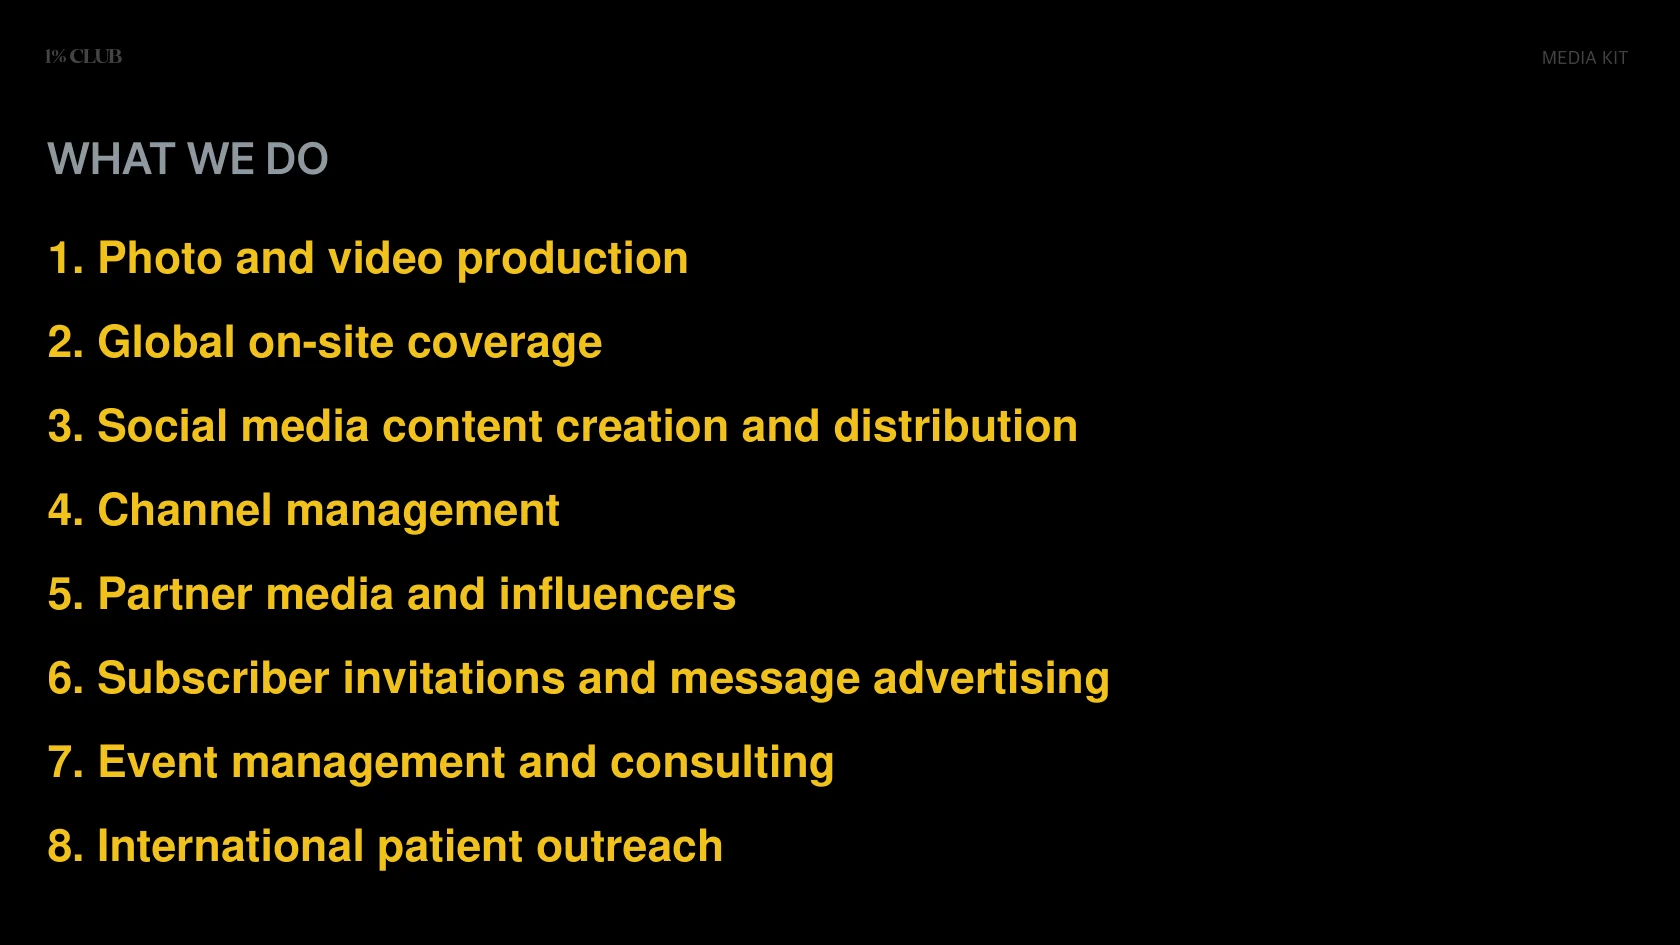 1% CLUB
MEDIA KIT
WHAT WE DO
1. Photo and video production
2. Global on-site coverage
3. Social media content creation and distribution
4. Channel management
5. Partner media and influencers
6. Subscriber invitations and message advertising
7. Event management and consulting
8. International patient outreach